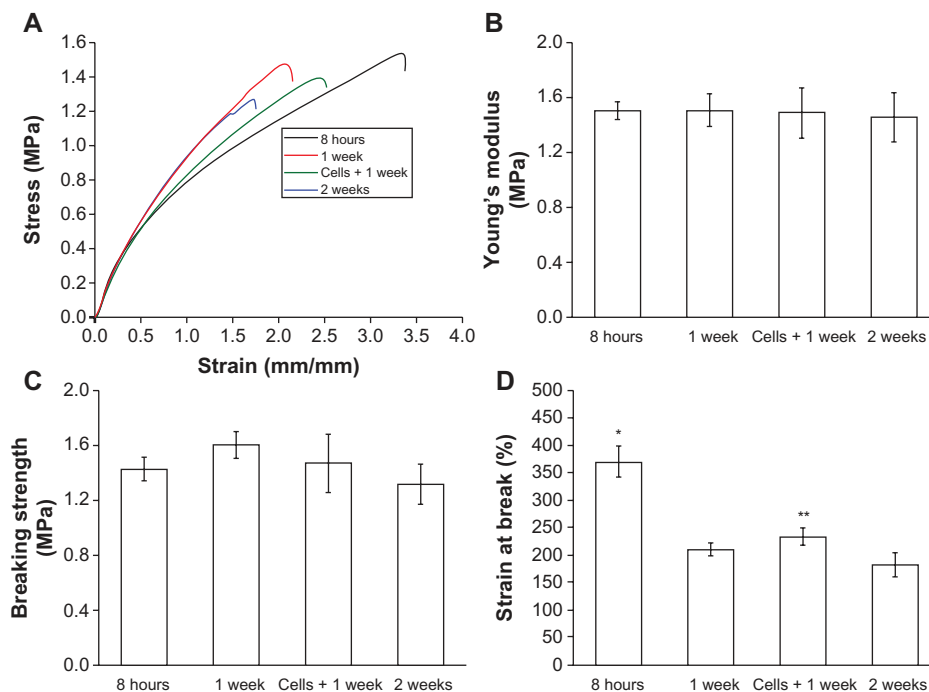 A
1.6
1.4
1.2
1.0
0.8
0.6
0.4
0.2
0.0
Stress (MPa)
0.0 0.5 1.0 1.5 2.0 2.5 3.0 3.5 4.0
Strain (mm/mm)
8 hours
1 week
Cells + 1 week
2 weeks
B
2.0
1.6
1.2
0.8
0.4
0.0
Young's modulus
(MPa)
8 hours 1 week Cells + 1 week 2 weeks
C
2.0
1.6
1.2
0.8
0.4
0.0
Breaking strength
(MPa)
8 hours 1 week Cells + 1 week 2 weeks
D
500
450
400
350
300
250
200
150
100
50
0
Strain at break (%)
*
**
8 hours 1 week Cells + 1 week 2 weeks